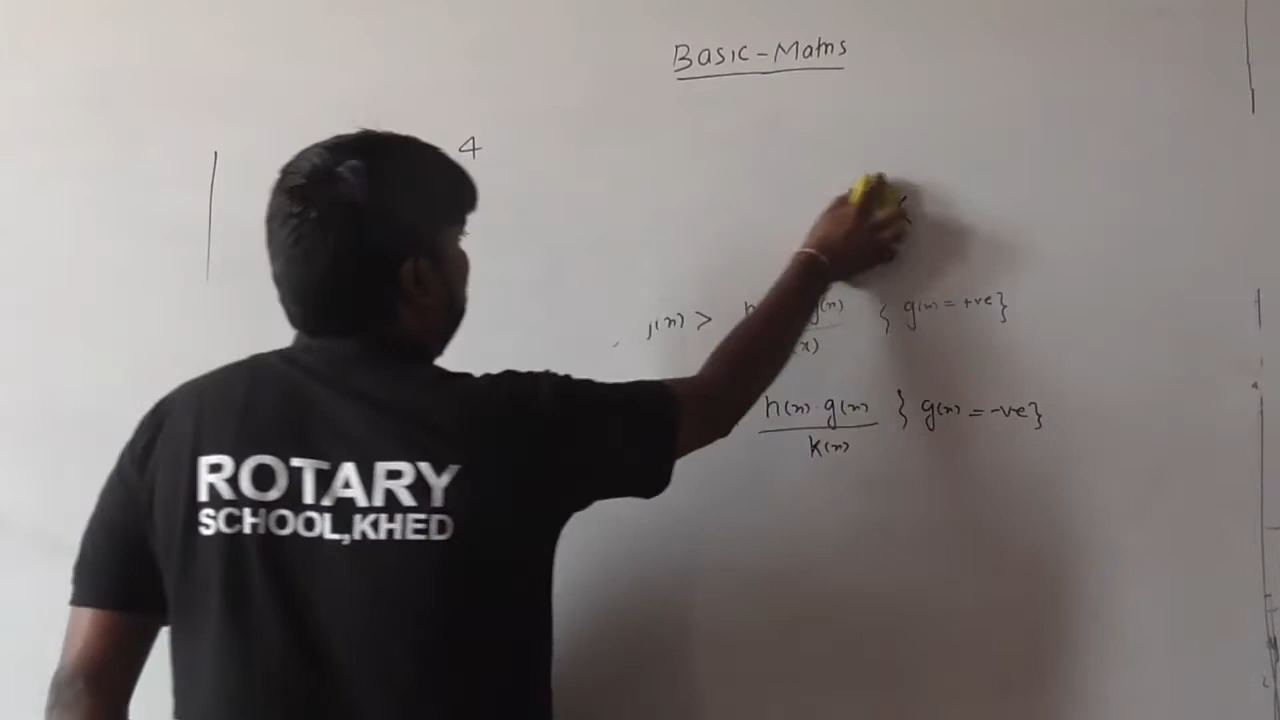 Basic-Maths
4
(x) > g(x) { g(x) = +ve}
(x)
h(x) . g(x) } g(x) = -ve}
k(x)
ROTARY
SCHOOL,KHED